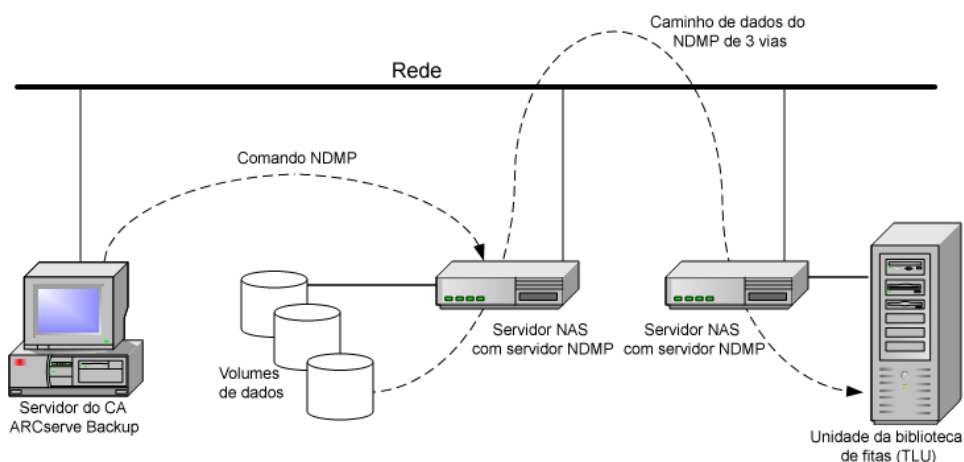 Caminho de dados do
NDMP de 3 vias
Rede
Comando NDMP
Servidor NAS
com servidor NDMP
Servidor NAS
com servidor NDMP
Volumes
de dados
Servidor do CA
ARCserve Backup
Unidade da biblioteca
de fitas (TLU)